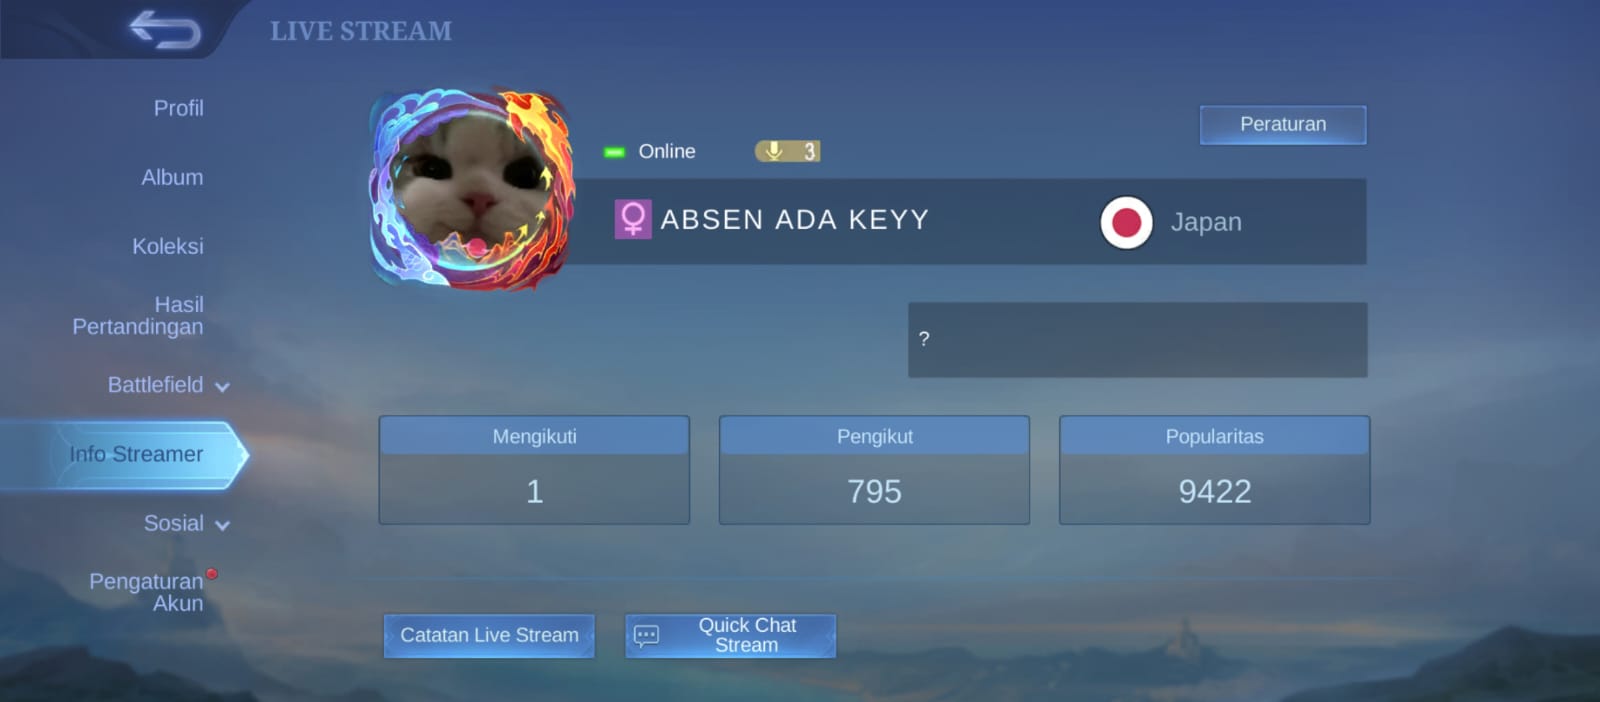 LIVE STREAM
Profil
Album
Koleksi
Hasil
Pertandingan
Battlefield
Info Streamer
Sosial
Pengaturan
Akun
Online
3
Peraturan
ABSEN ADA KEYY
Japan
?
Mengikuti
1
Pengikut
795
Popularitas
9422
Catatan Live Stream
Quick Chat
Stream